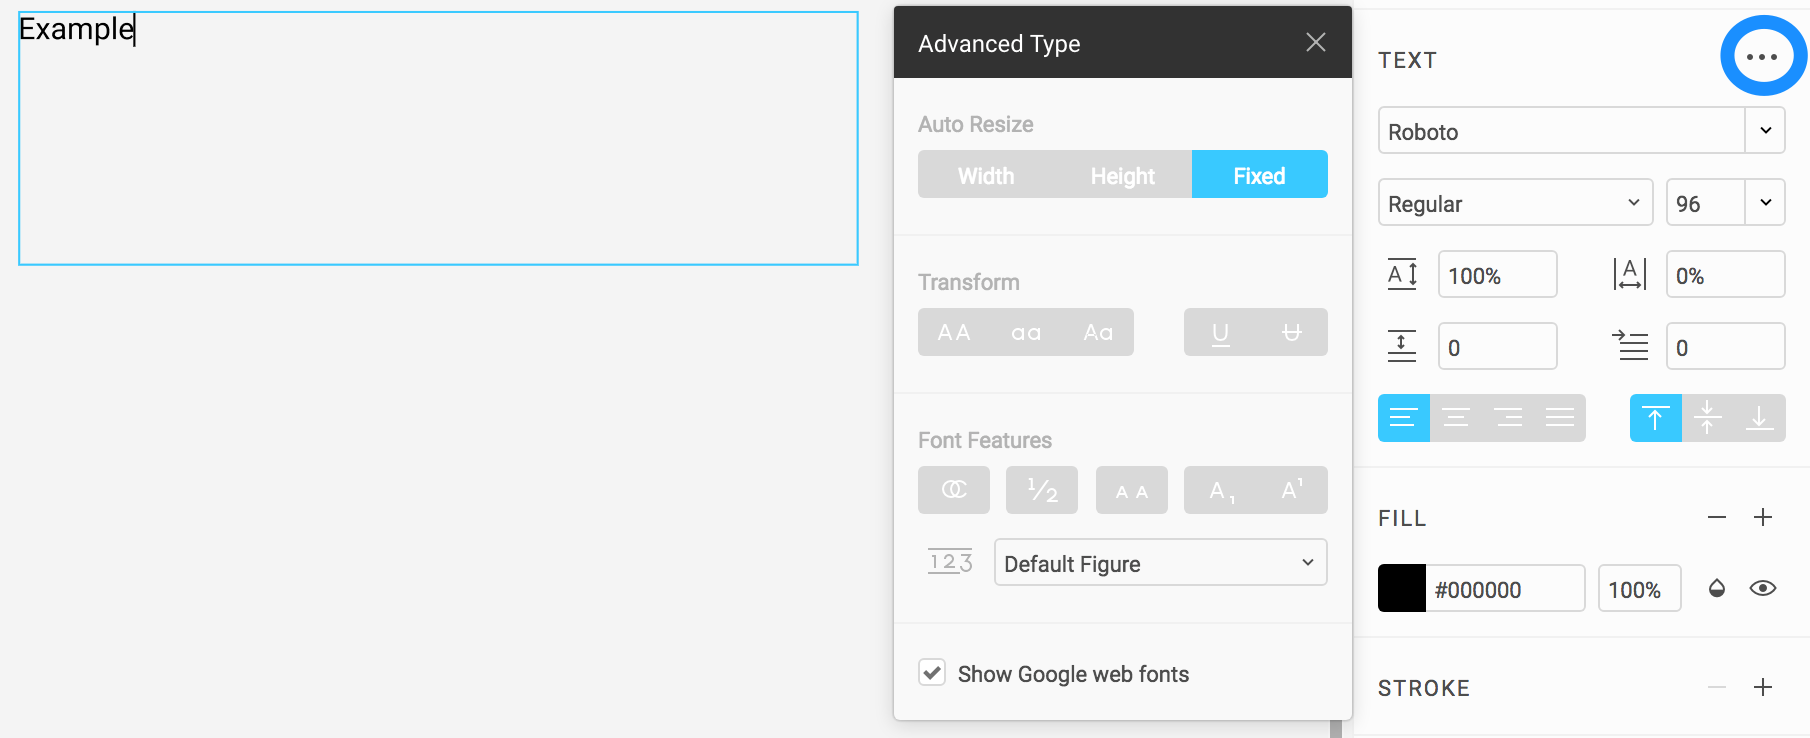 Example
Advanced Type
Auto Resize
Width Height Fixed
Transform
AA aa Aa U U
Font Features
1/2 A A A1 A1
123 Default Figure
Show Google web fonts
TEXT
Roboto
Regular 96
A 100% A 0%
0 0
FILL
#000000 100%
STROKE